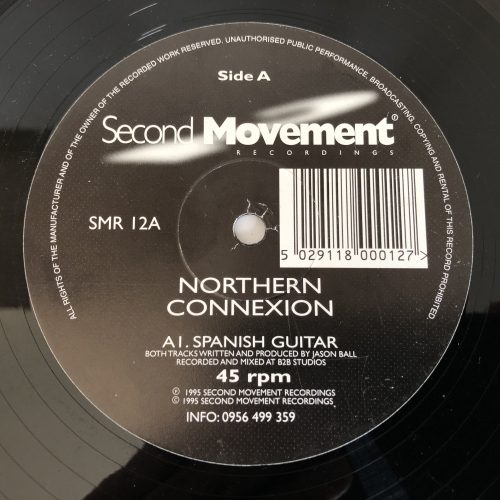 ALL RIGHTS OF THE MANUFACTURER AND OF THE OWNER OF THE RECORDED WORK RESERVED. UNAUTHORISED PUBLIC PERFORMANCE, BROADCASTING, COPYING AND RENTAL OF THIS RECORD PROHIBITED.
Side A
Second Movement
RECORDINGS
SMR 12A
5 029118 000127 >
NORTHERN
CONNEXION
A1. SPANISH GUITAR
BOTH TRACKS WRITTEN AND PRODUCED BY JASON BALL
RECORDED AND MIXED AT B2B STUDIOS
45 rpm
℗ 1995 SECOND MOVEMENT RECORDINGS
© 1995 SECOND MOVEMENT RECORDINGS
INFO: 0956 499 359